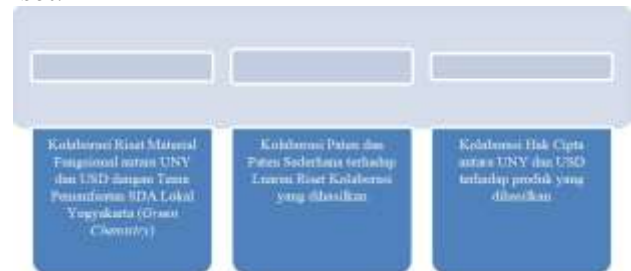 Kolaborasi Riset Material
Fungsional antara UNY
dan USD dengan Tema
Pemanfaatan SDA Lokal
Yogyakarta (Green
Chemistry)
Kolaborasi Paten dan
Paten Sederhana terhadap
Luaran Riset Kolaborasi
yang dihasilkan
Kolaborasi Hak Cipta
antara UNY dan USD
terhadap produk yang
dihasilkan